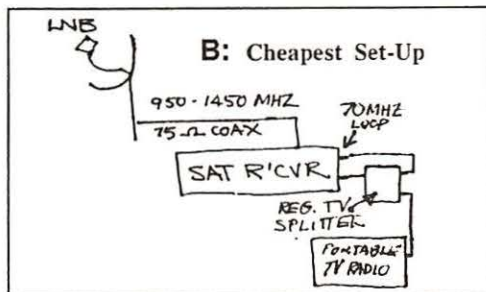 LNB
B: Cheapest Set-Up
950-1450 MHZ
75 Ω COAX
70MHZ
LOOP
SAT R'CVR
REG. TV
SPLITTER
PORTABLE
TV RADIO